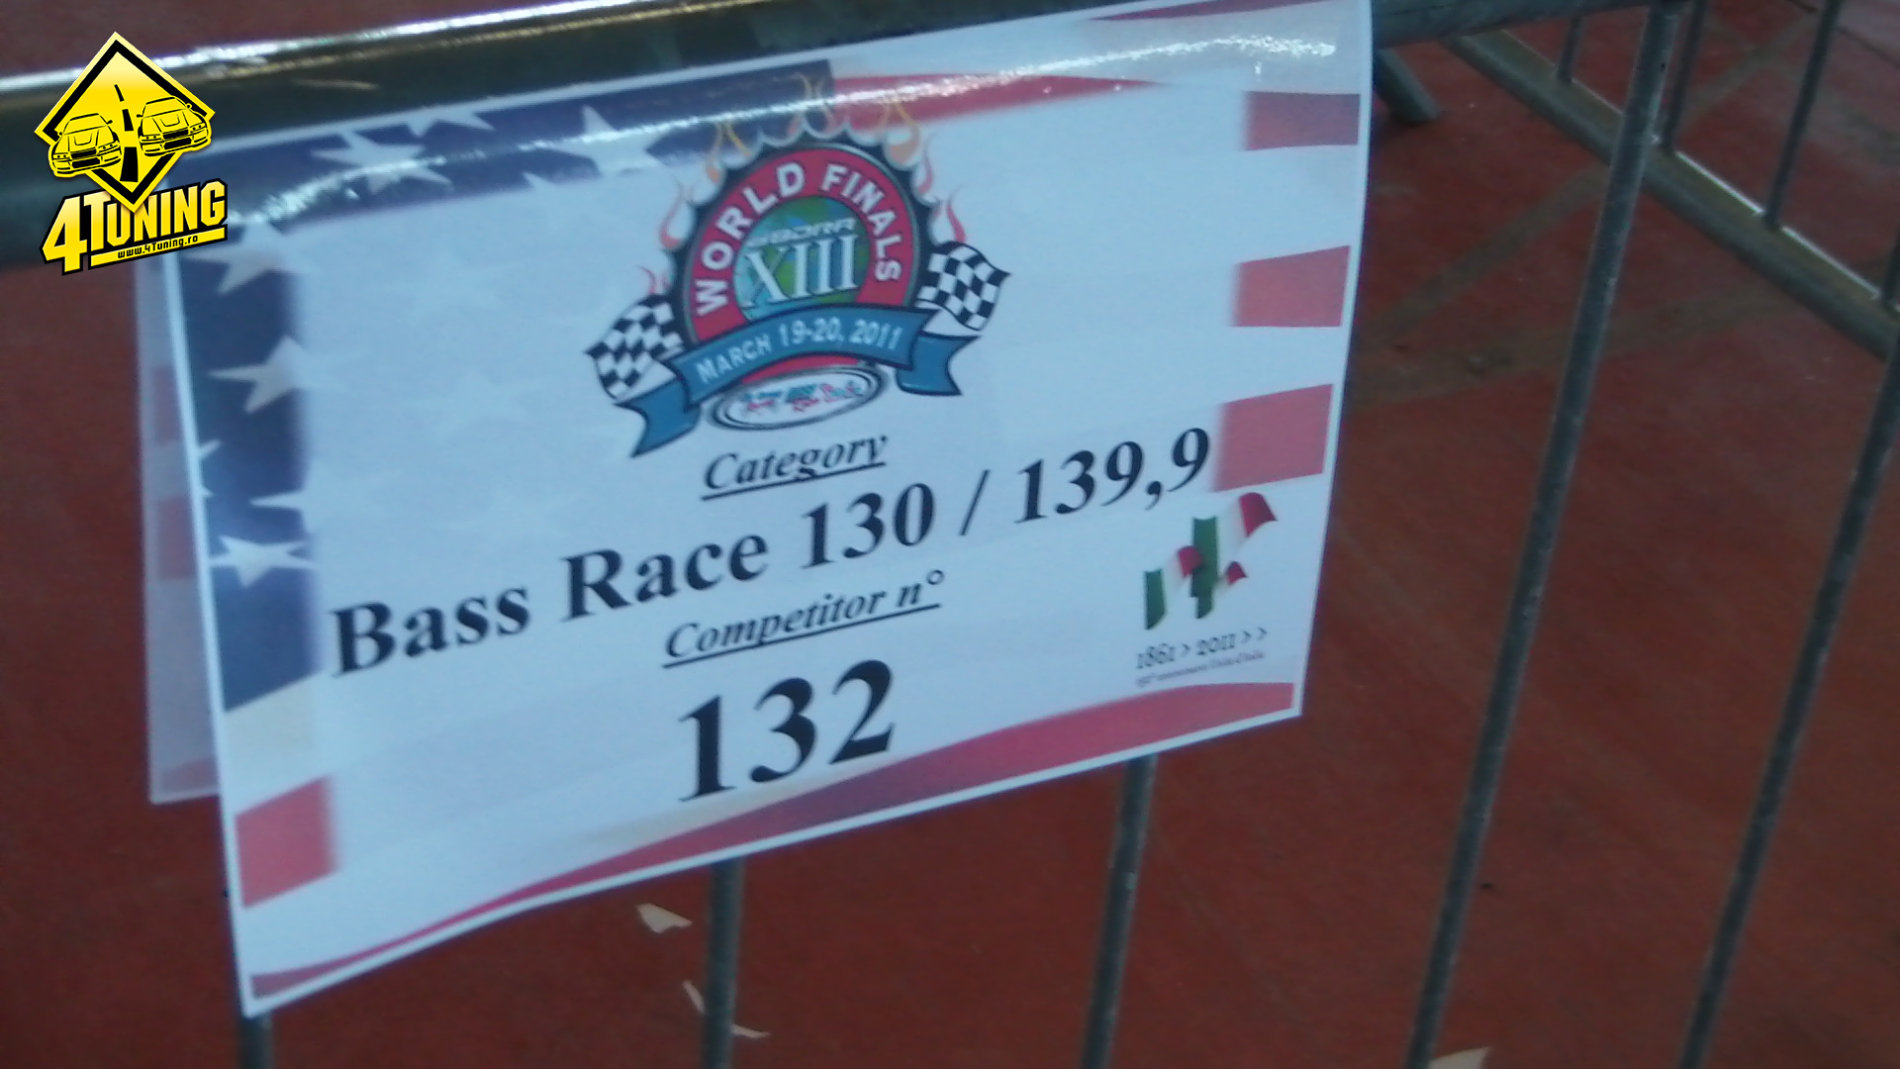 4TUNING
www.4Tuning.ro
WORLD FINALS
XIII
MARCH 19-20, 2011
Category
Bass Race 130 / 139,9
Competitor n°
132
1861 > 2011 > >